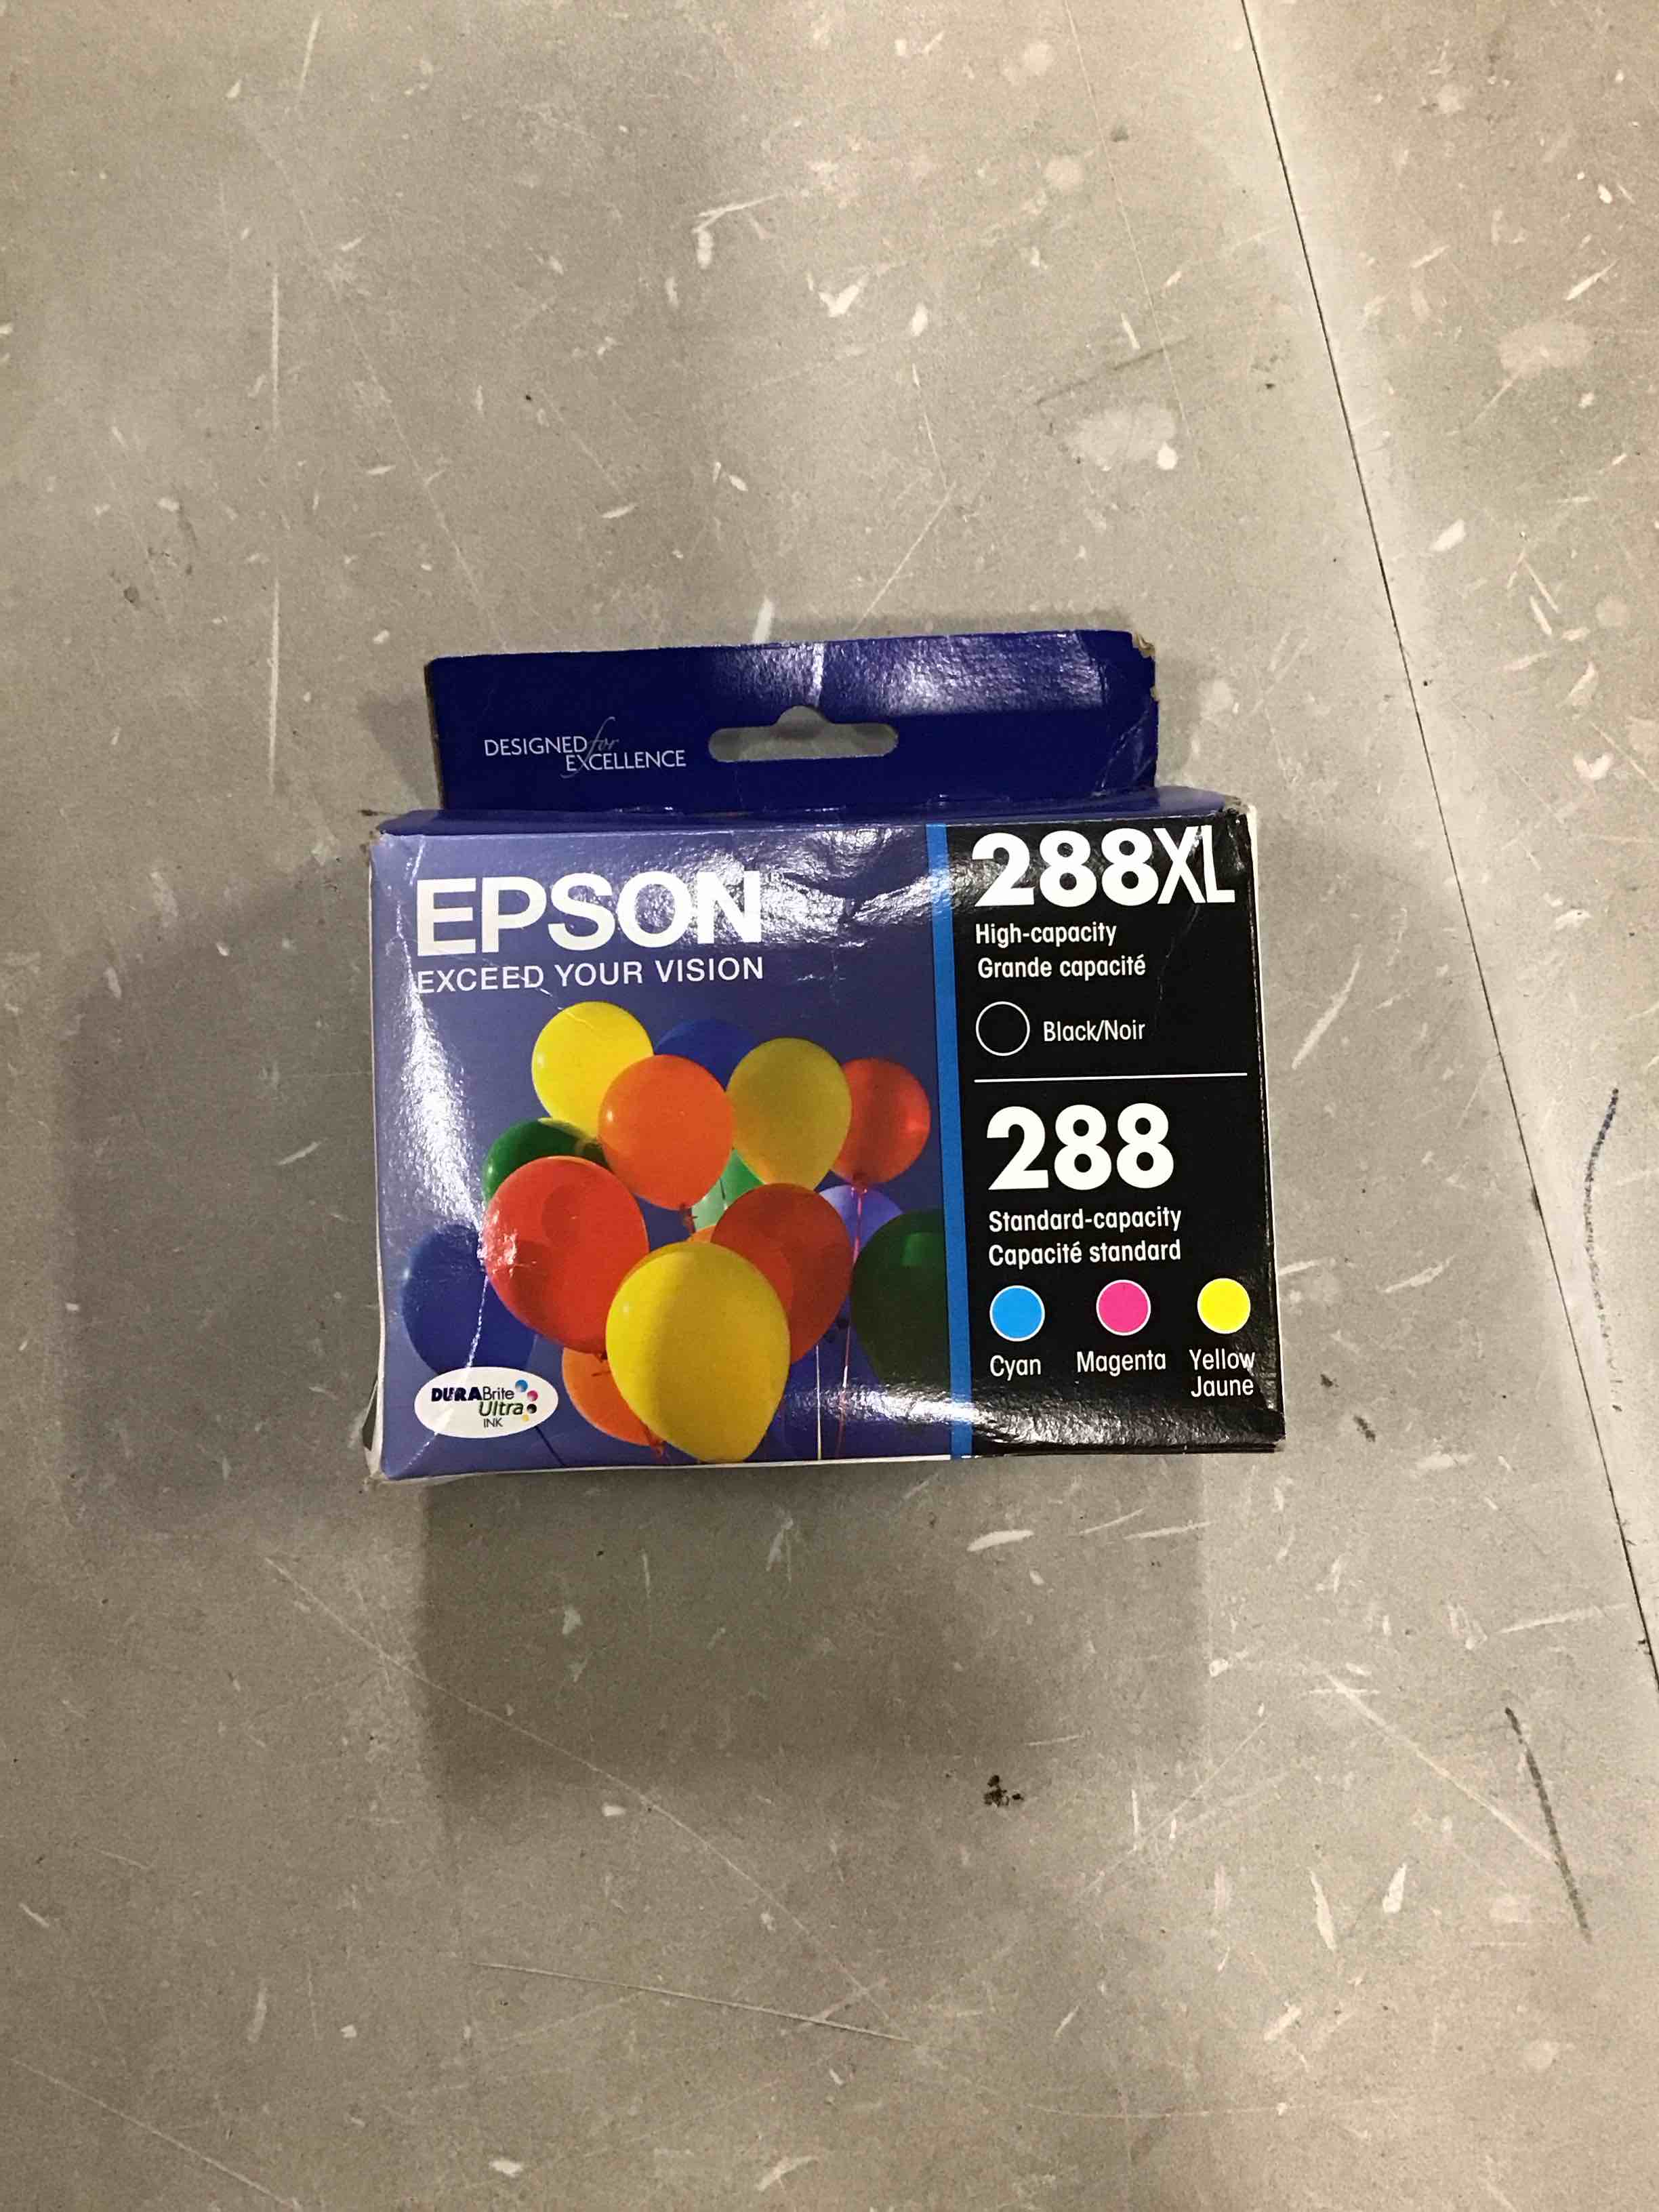 DESIGNED for
EXCELLENCE
EPSON®
EXCEED YOUR VISION
DURABrite
Ultra
INK
288XL
High-capacity
Grande capacité
Black/Noir
288
Standard-capacity
Capacité standard
Cyan Magenta Yellow
Jaune